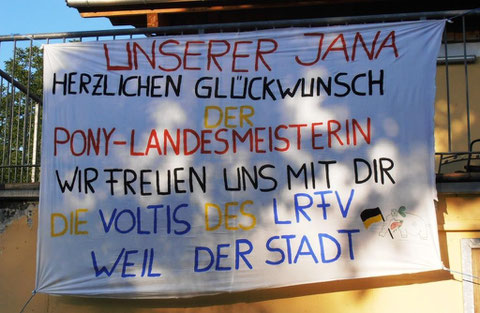 UNSERER JANA
HERZLICHEN GLÜCKWUNSCH
DER
PONY-LANDESMEISTERIN
WIR FREUEN UNS MIT DIR
DIE VOLTIS DES LRFV
WEIL DER STADT